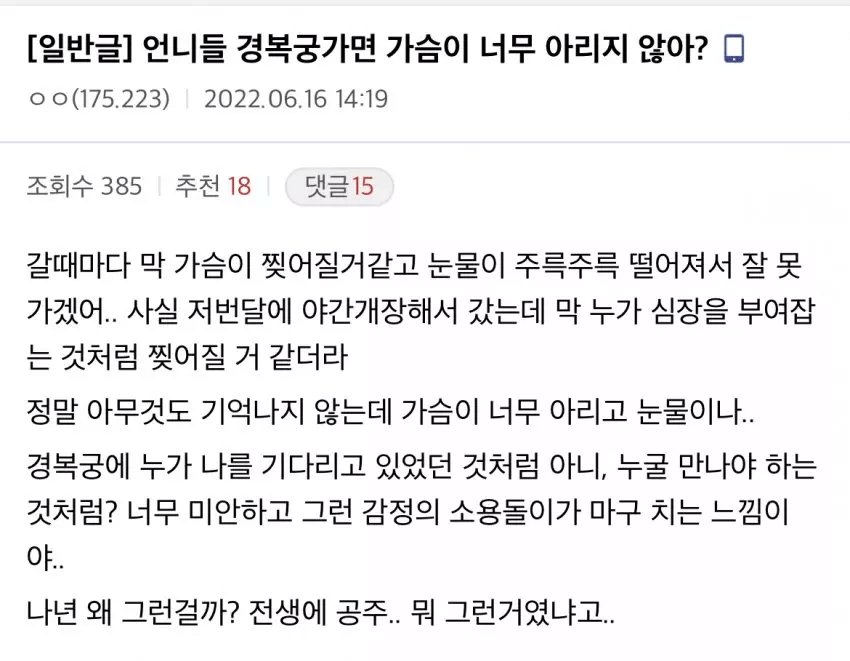 [일반글] 언니들 경복궁가면 가슴이 너무 아리지 않아?
ㅇㅇ(175.223) | 2022.06.16 14:19
조회수 385 | 추천 18 | 댓글15
갈때마다 막 가슴이 찢어질거같고 눈물이 주륵주륵 떨어져서 잘 못
가겠어.. 사실 저번달에 야간개장해서 갔는데 막 누가 심장을 부여잡
는 것처럼 찢어질 거 같더라
정말 아무것도 기억나지 않는데 가슴이 너무 아리고 눈물이나..
경복궁에 누가 나를 기다리고 있었던 것처럼 아니, 누굴 만나야 하는
것처럼? 너무 미안하고 그런 감정의 소용돌이가 마구 치는 느낌이
야..
나년 왜 그런걸까? 전생에 공주.. 뭐 그런거였냐고..